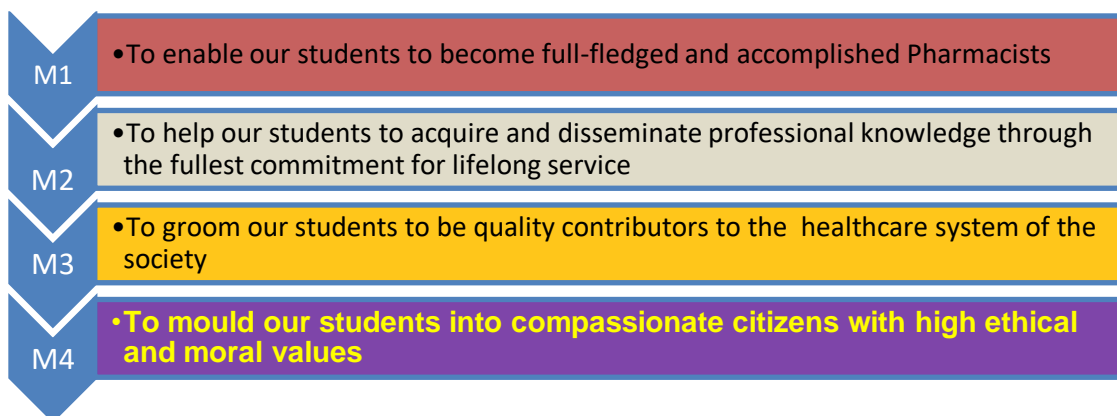 M1
•To enable our students to become full-fledged and accomplished Pharmacists
M2
•To help our students to acquire and disseminate professional knowledge through
the fullest commitment for lifelong service
M3
•To groom our students to be quality contributors to the  healthcare system of the
society
M4
•To mould our students into compassionate citizens with high ethical
and moral values